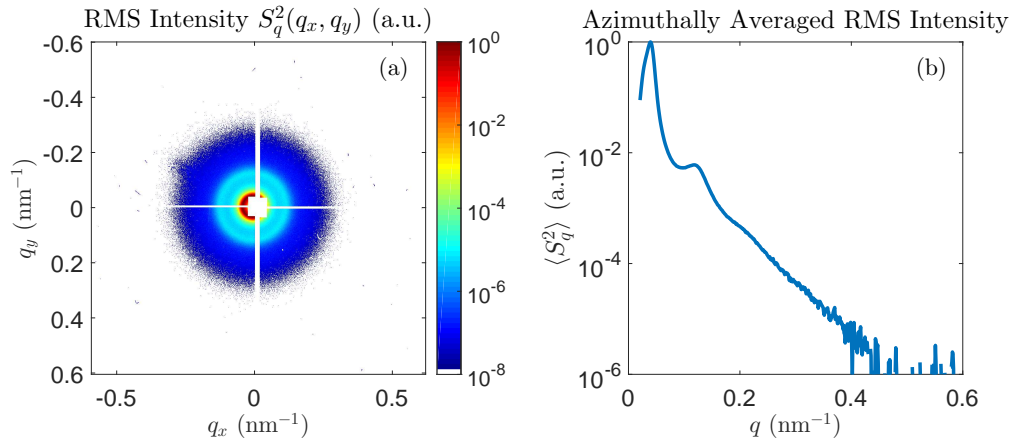 RMS Intensity S_q^2(q_x, q_y) (a.u.)
(a)
-0.6
-0.4
-0.2
0
0.2
0.4
0.6
q_y (nm^{-1})
-0.5
0
0.5
q_x (nm^{-1})
10^0
10^{-2}
10^{-4}
10^{-6}
10^{-8}
Azimuthally Averaged RMS Intensity
(b)
10^0
10^{-2}
10^{-4}
10^{-6}
⟨S_q^2⟩ (a.u.)
0
0.2
0.4
0.6
q (nm^{-1})